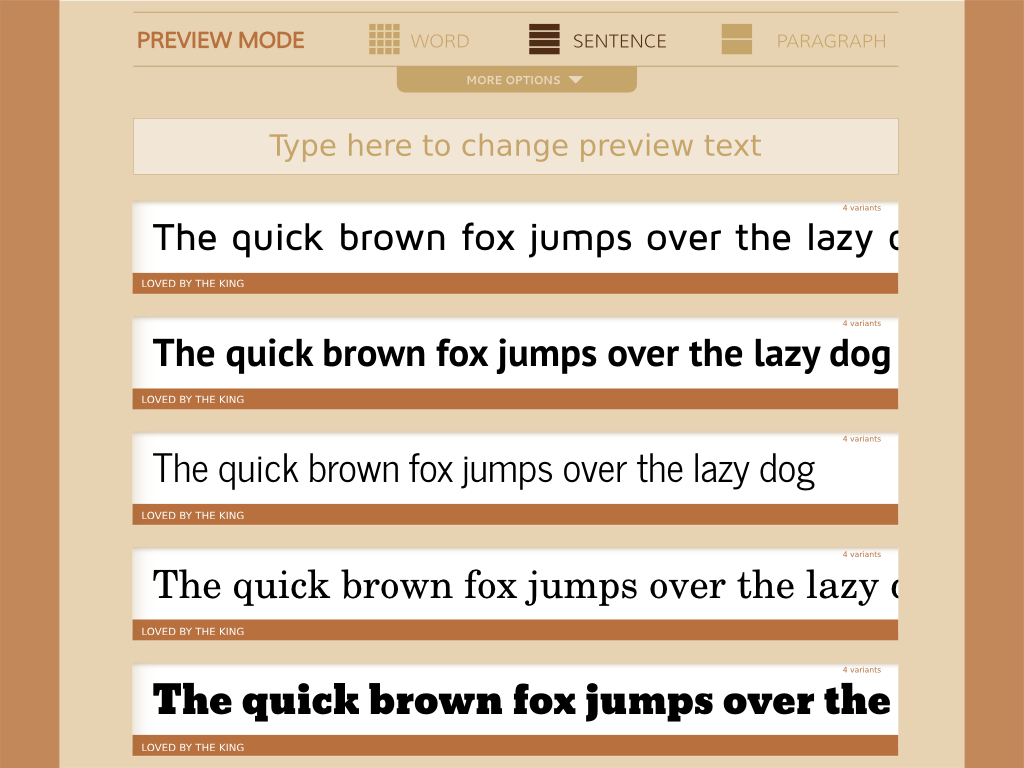 PREVIEW MODE WORD SENTENCE PARAGRAPH
MORE OPTIONS
Type here to change preview text
4 variants
The quick brown fox jumps over the lazy
LOVED BY THE KING
4 variants
The quick brown fox jumps over the lazy dog
LOVED BY THE KING
4 variants
The quick brown fox jumps over the lazy dog
LOVED BY THE KING
4 variants
The quick brown fox jumps over the lazy
LOVED BY THE KING
4 variants
The quick brown fox jumps over the
LOVED BY THE KING